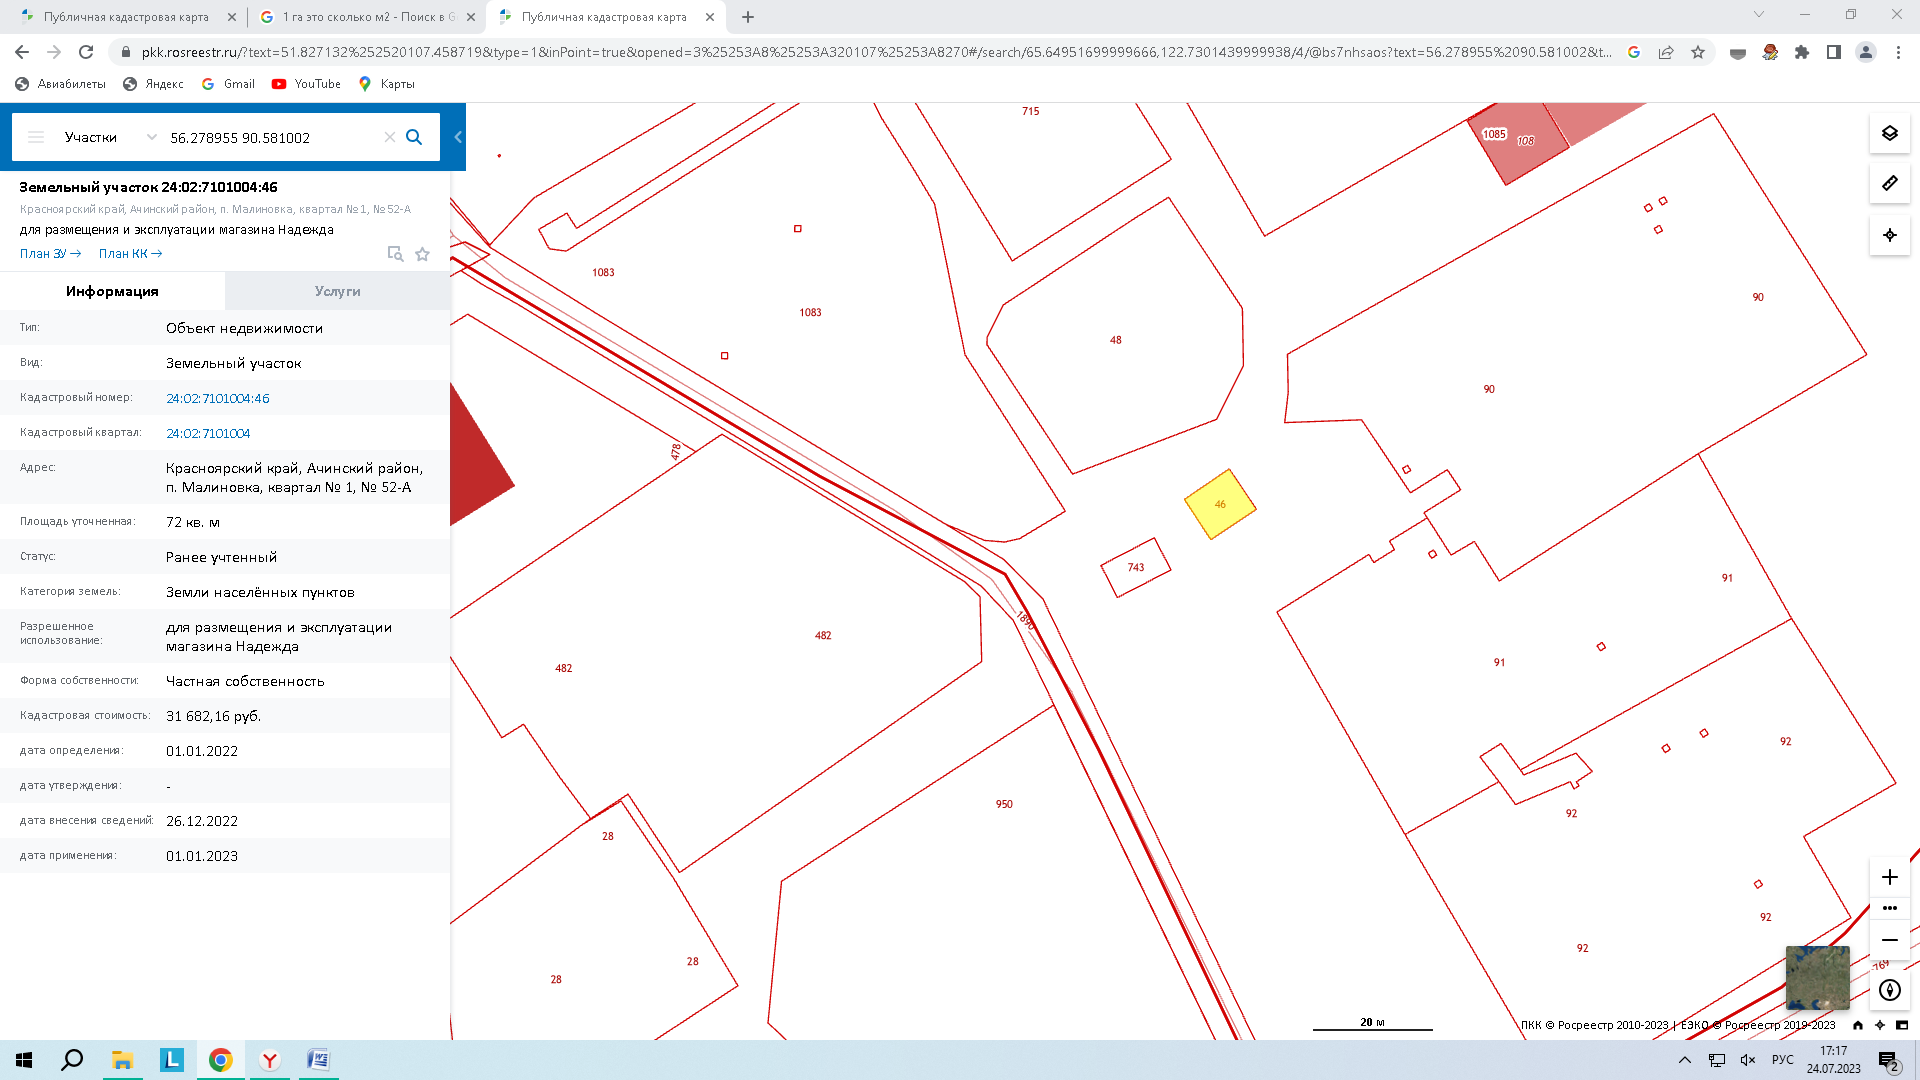 Публичная кадастровая карта
1 га это сколько м2 - Поиск в G
Публичная кадастровая карта
pkk.rosreestr.ru/?text=51.827132%252520107.458719&type=1&inPoint=true&opened=3%25253A8%25253A320107%25253A8270#/search/65.64951699999666,122.7301439999938/4/@bs7nhsaos?text=56.278955%2090.581002&t...
Авиабилеты
Яндекс
Gmail
YouTube
Карты
Участки
56.278955 90.581002
Земельный участок 24:02:7101004:46
Красноярский край, Ачинский район, п. Малиновка, квартал № 1, № 52-А
для размещения и эксплуатации магазина Надежда
План ЗУ →
План КК →
Информация
Услуги
Тип:
Объект недвижимости
Вид:
Земельный участок
Кадастровый номер:
24:02:7101004:46
Кадастровый квартал:
24:02:7101004
Адрес:
Красноярский край, Ачинский район,
п. Малиновка, квартал № 1, № 52-А
Площадь уточненная:
72 кв. м
Статус:
Ранее учтенный
Категория земель:
Земли населённых пунктов
Разрешенное
использование:
для размещения и эксплуатации
магазина Надежда
Форма собственности:
Частная собственность
Кадастровая стоимость:
31 682,16 руб.
дата определения:
01.01.2022
дата утверждения:
-
дата внесения сведений:
26.12.2022
дата применения:
01.01.2023
715
1085
108
1083
1083
48
90
90
478
46
743
91
1890
482
482
91
92
950
92
28
92
92
28
28
769
20 м
ПКК © Росреестр 2010-2023 | ЕЭКО © Росреестр 2019-2023
РУС
17:17
24.07.2023
2